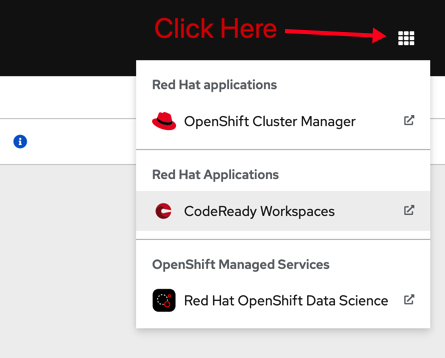 Click Here
Red Hat applications
OpenShift Cluster Manager
Red Hat Applications
CodeReady Workspaces
OpenShift Managed Services
Red Hat OpenShift Data Science